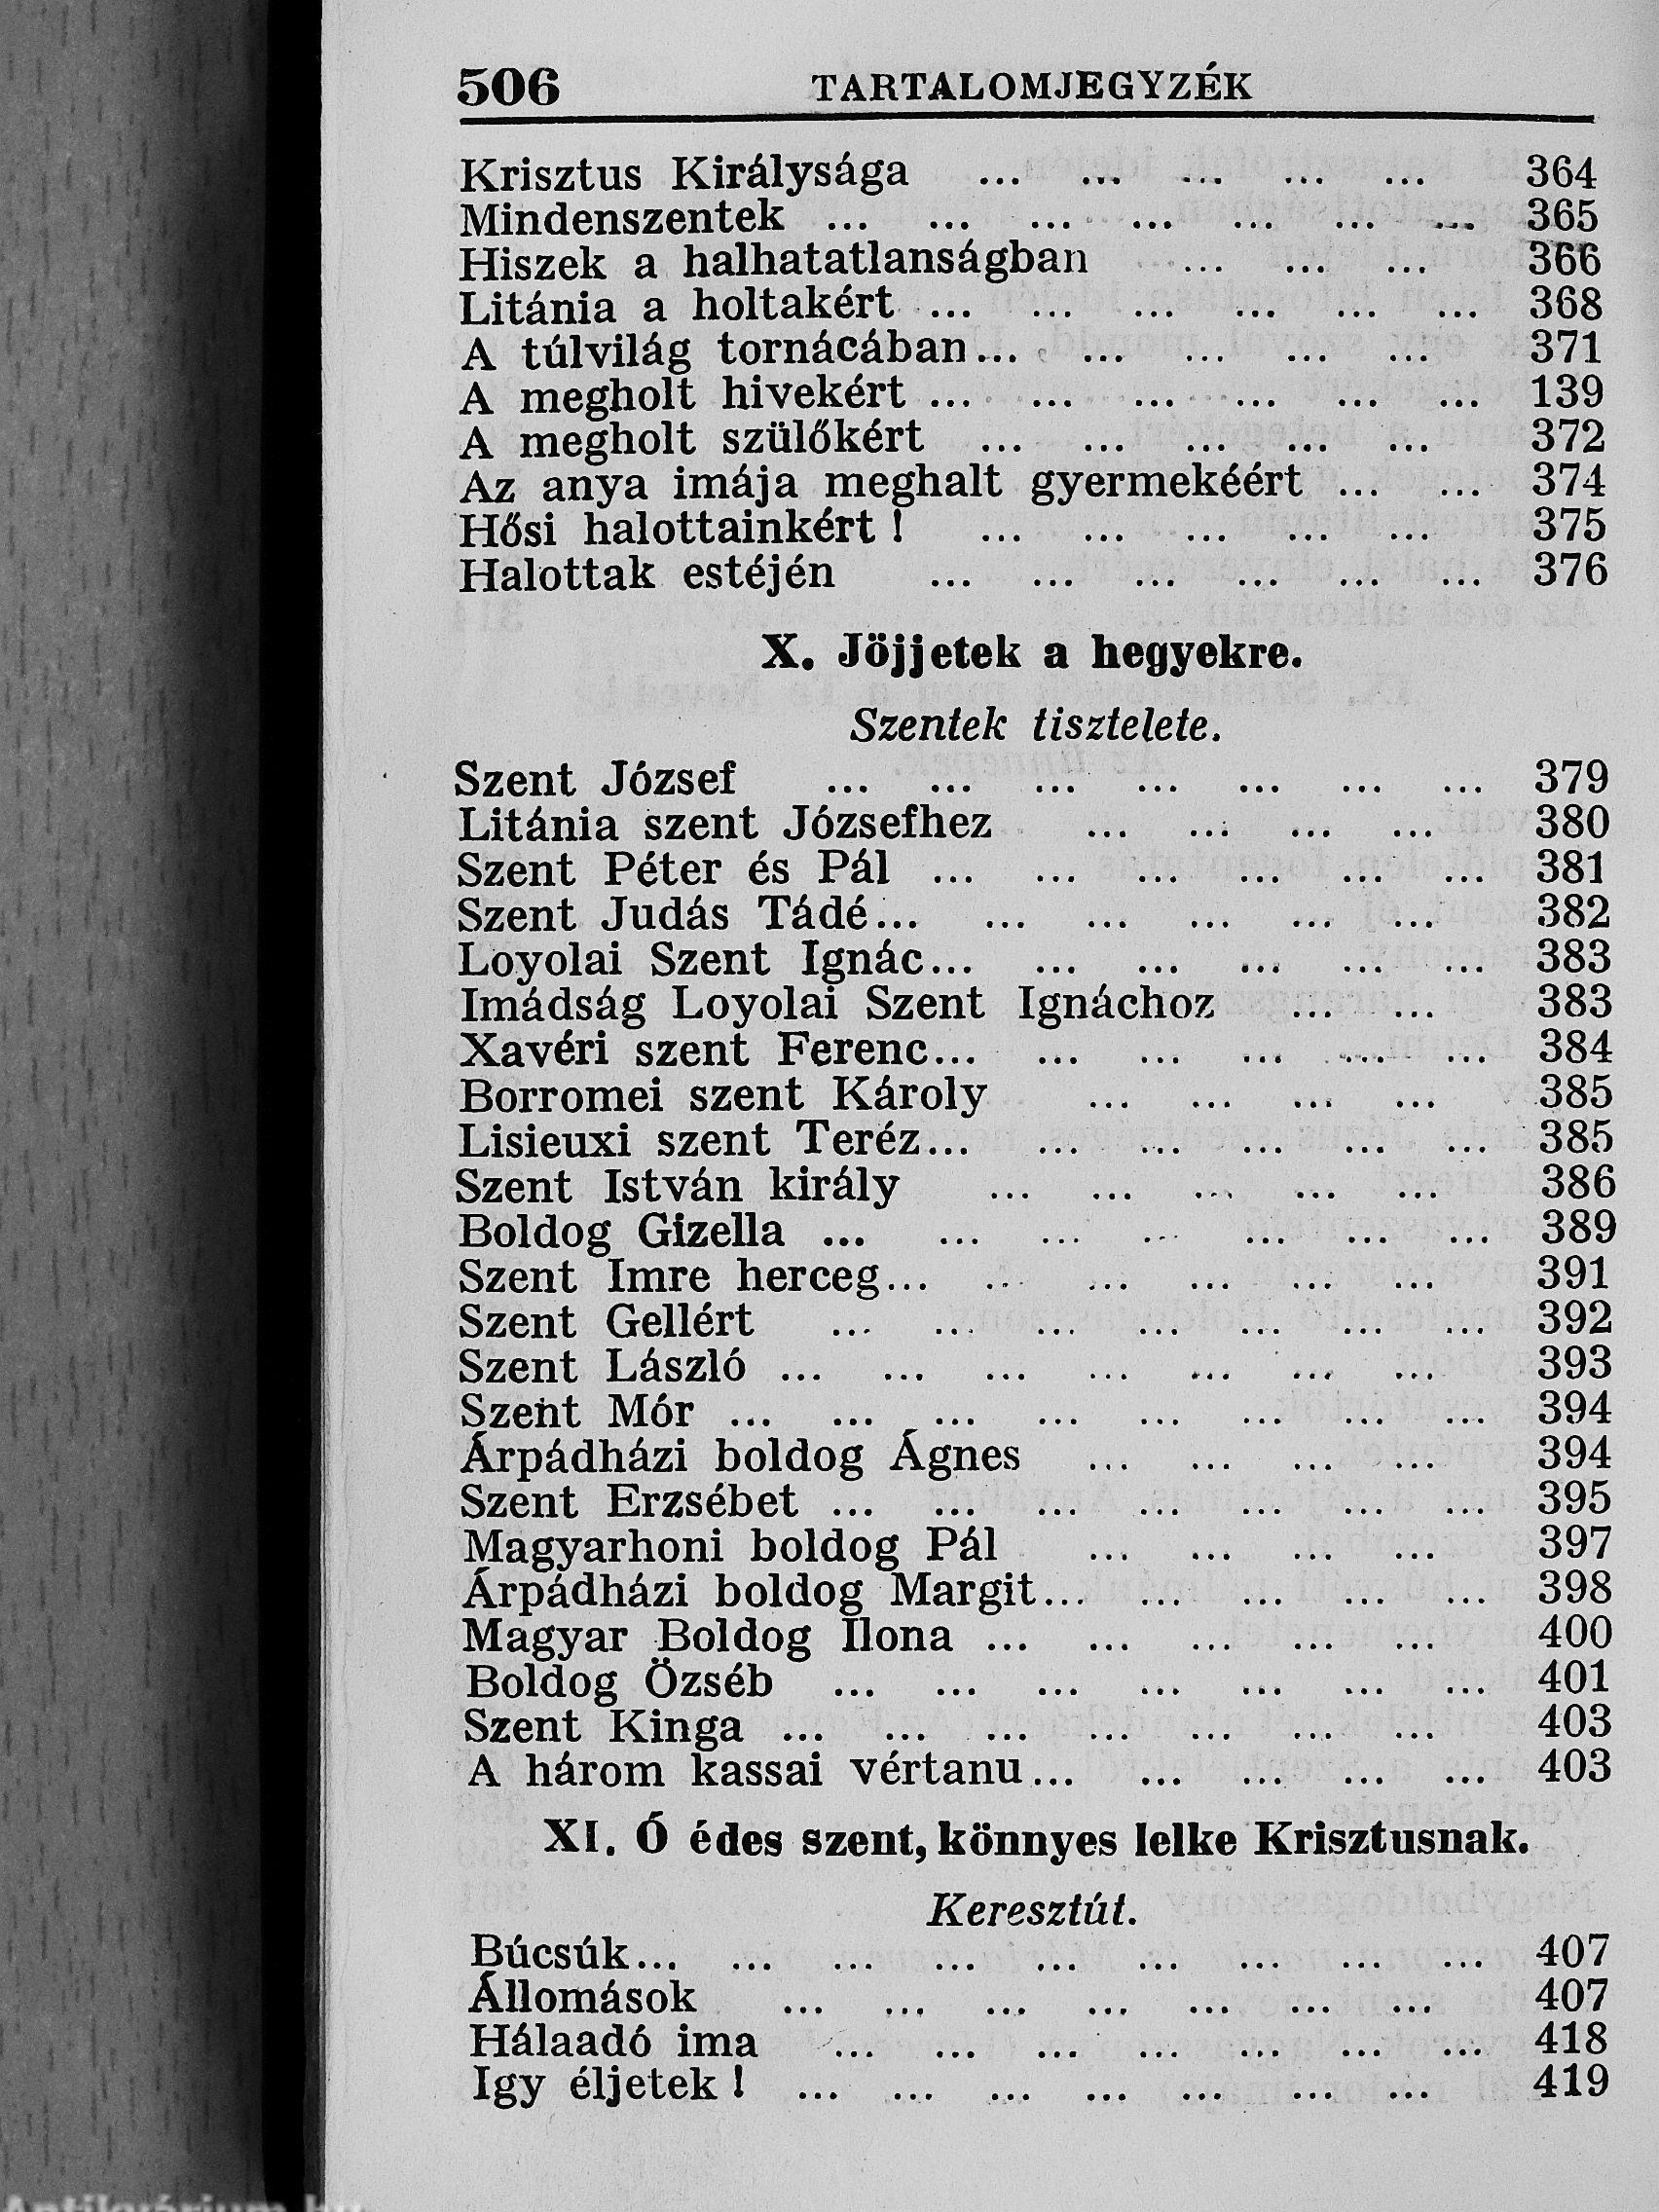 506 TARTALOMJEGYZÉK
Krisztus Királysága ... ... ... ... ... 364
Mindenszentek ... ... ... ... ... ... ... 365
Hiszek a halhatatlanságban ... ... ... 366
Litánia a holtakért ... ... ... ... ... ... 368
A túlvilág tornácában... ... ... ... ... 371
A megholt hivekért ... ... ... ... ... ... 139
A megholt szülőkért ... ... ... ... ... 372
Az anya imája meghalt gyermekéért ... ... 374
Hősi halottainkért ! ... ... ... ... ... 375
Halottak estéjén ... ... ... ... ... ... 376
X. Jöjjetek a hegyekre.
Szentek tisztelete.
Szent József ... ... ... ... ... ... ... 379
Litánia szent Józsefhez ... ... ... ... 380
Szent Péter és Pál ... ... ... ... ... ... 381
Szent Judás Tádé... ... ... ... ... ... 382
Loyolai Szent Ignác... ... ... ... ... ... 383
Imádság Loyolai Szent Ignáchoz ... ... 383
Xavéri szent Ferenc... ... ... ... ... ... 384
Borromei szent Károly ... ... ... ... 385
Lisieuxi szent Teréz... ... ... ... ... ... 385
Szent István király ... ... ... ... ... 386
Boldog Gizella ... ... ... ... ... ... ... 389
Szent Imre herceg... ... ... ... ... ... 391
Szent Gellért ... ... ... ... ... ... ... 392
Szent László ... ... ... ... ... ... ... 393
Szent Mór ... ... ... ... ... ... ... ... 394
Árpádházi boldog Ágnes ... ... ... ... 394
Szent Erzsébet ... ... ... ... ... ... ... 395
Magyarhoni boldog Pál ... ... ... ... 397
Árpádházi boldog Margit... ... ... ... ... 398
Magyar Boldog Ilona ... ... ... ... ... 400
Boldog Özséb ... ... ... ... ... ... ... 401
Szent Kinga ... ... ... ... ... ... ... 403
A három kassai vértanu... ... ... ... ... 403
XI. Ó édes szent, könnyes lelke Krisztusnak.
Keresztút.
Búcsúk... ... ... ... ... ... ... ... ... 407
Állomások ... ... ... ... ... ... ... 407
Hálaadó ima ... ... ... ... ... ... ... 418
Igy éljetek ! ... ... ... ... ... ... ... 419